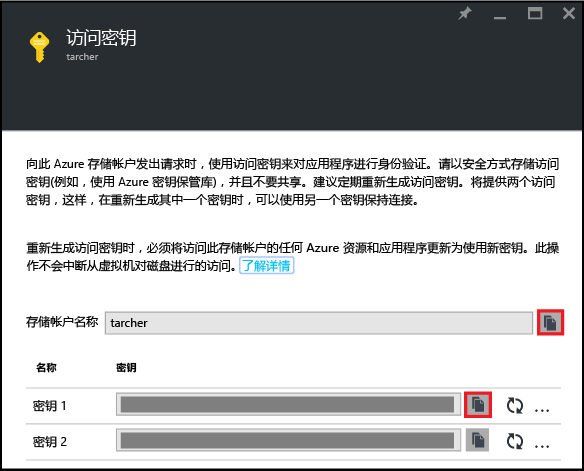 访问密钥
tarcher
向此 Azure 存储帐户发出请求时，使用访问密钥来对应用程序进行身份验证。请以安全方式存储访问
密钥(例如，使用 Azure 密钥保管库)，并且不要共享。建议定期重新生成访问密钥。将提供两个访问
密钥，这样，在重新生成其中一个密钥时，可以使用另一个密钥保持连接。
重新生成访问密钥时，必须将访问此存储帐户的任何 Azure 资源和应用程序更新为使用新密钥。此操
作不会中断从虚拟机对磁盘进行的访问。了解详情
存储帐户名称 tarcher
名称 密钥
密钥 1 ...
密钥 2 ...